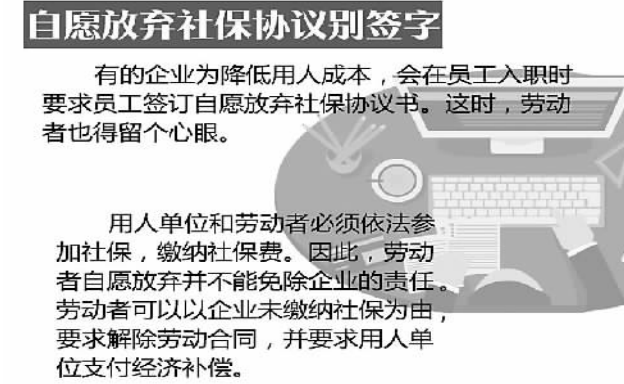 自愿放弃社保协议别签字
有的企业为降低用人成本，会在员工入职时
要求员工签订自愿放弃社保协议书。这时，劳动
者也得留个心眼。
用人单位和劳动者必须依法参
加社保，缴纳社保费。因此，劳动
者自愿放弃并不能免除企业的责任。
劳动者可以以企业未缴纳社保为由，
要求解除劳动合同，并要求用人单
位支付经济补偿。